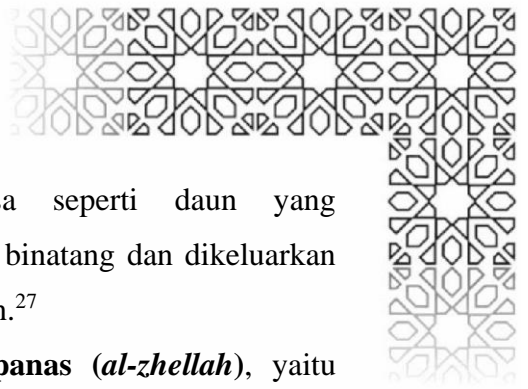 seperti daun yang
binatang dan dikeluarkan
27
panas (al-zhellah), yaitu